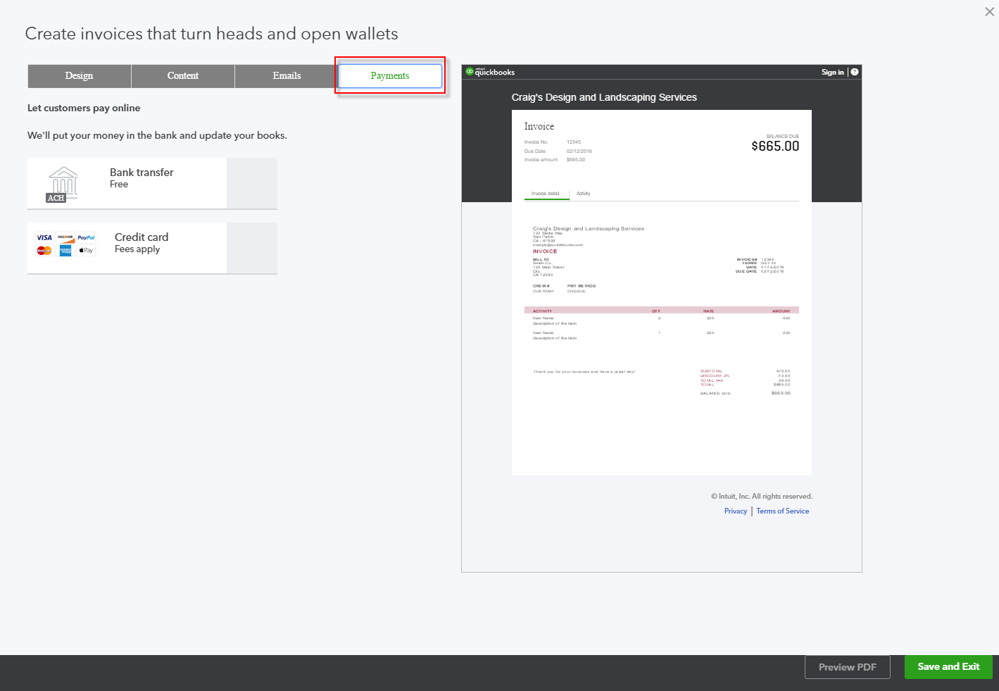 Create invoices that turn heads and open wallets
Design Content Emails Payments
Let customers pay online
We'll put your money in the bank and update your books.
ACH
Bank transfer
Free
VISA DISCOVER PayPal
MasterCard Pay
Credit card
Fees apply
intuit
quickbooks
Sign in ?
Craig's Design and Landscaping Services
Invoice
Invoice No. 12345
Due Date 02/12/2016
Invoice amount $665.00
BALANCE DUE
$665.00
Invoice detail Activity
Craig's Design and Landscaping Services
123 Sierra Way
San Pablo
CA - 87999
noreply@quickbooks.com
INVOICE
BILL TO
Smith Co.,
123 Main Street
City,
CA 12345
INVOICE# 12345
TERMS NET 30
DATE 01/12/2016
DUE DATE 02/12/2016
CREW # PMT METHOD
CUSTOM# CHEQUE
ACTIVITY QTY RATE AMOUNT
Item Name 2 225 450
Description of the item
Item Name 1 225 225
Description of the item
Thank you for your business and have a great day!
SUBTOTAL 675.00
DISCOUNT 2%
TOTAL TAX
TOTAL $665.00
BALANCE DUE $665.00
© Intuit, Inc. All rights reserved.
Privacy | Terms of Service
Preview PDF
Save and Exit